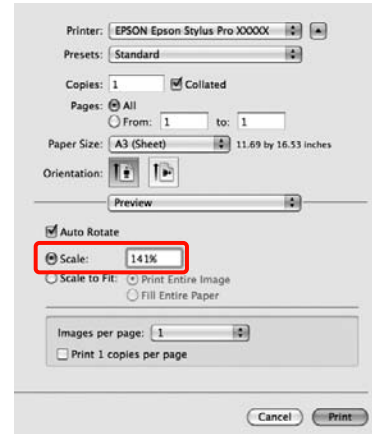 Printer: EPSON Epson Stylus Pro XXXXX
Presets: Standard
Copies: 1 Collated
Pages: All
From: 1 to: 1
Paper Size: A3 (Sheet) 11.69 by 16.53 inches
Orientation:
Preview
Auto Rotate
Scale: 141%
Scale to Fit: Print Entire Image
Fill Entire Paper
Images per page: 1
Print 1 copies per page
Cancel Print